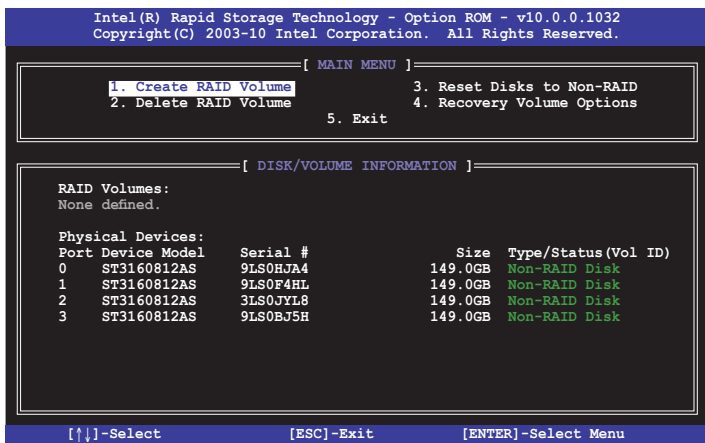 Intel(R) Rapid Storage Technology - Option ROM - v10.0.0.1032
Copyright(C) 2003-10 Intel Corporation. All Rights Reserved.
[ MAIN MENU ]
1. Create RAID Volume 3. Reset Disks to Non-RAID
2. Delete RAID Volume 4. Recovery Volume Options
5. Exit
[ DISK/VOLUME INFORMATION ]
RAID Volumes:
None defined.
Physical Devices:
Port Device Model Serial # Size Type/Status(Vol ID)
0 ST3160812AS 9LS0HJA4 149.0GB Non-RAID Disk
1 ST3160812AS 9LS0F4HL 149.0GB Non-RAID Disk
2 ST3160812AS 3LS0JYL8 149.0GB Non-RAID Disk
3 ST3160812AS 9LS0BJ5H 149.0GB Non-RAID Disk
[↑↓]-Select [ESC]-Exit [ENTER]-Select Menu